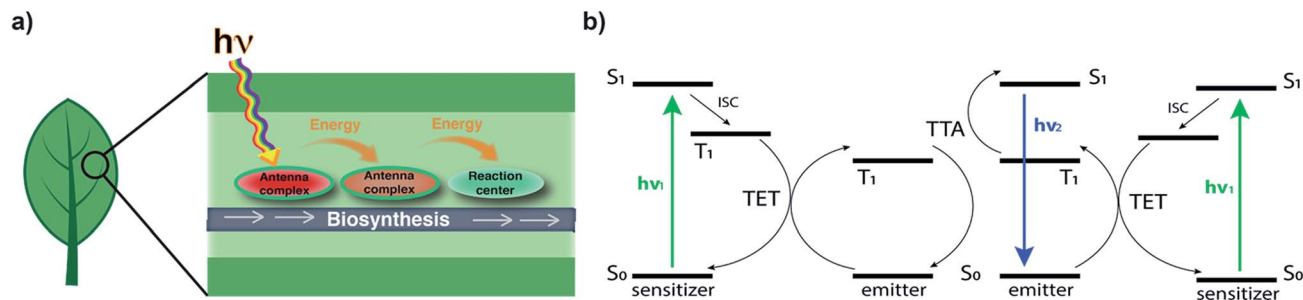 a)
hν
Energy
Energy
Antenna
complex
Antenna
complex
Reaction
center
Biosynthesis
b)
S₁
ISC
T₁
hν₁
TET
S₀
sensitizer
T₁
emitter
TTA
S₁
hν₂
T₁
S₀
emitter
TET
S₁
ISC
hν₁
S₀
sensitizer